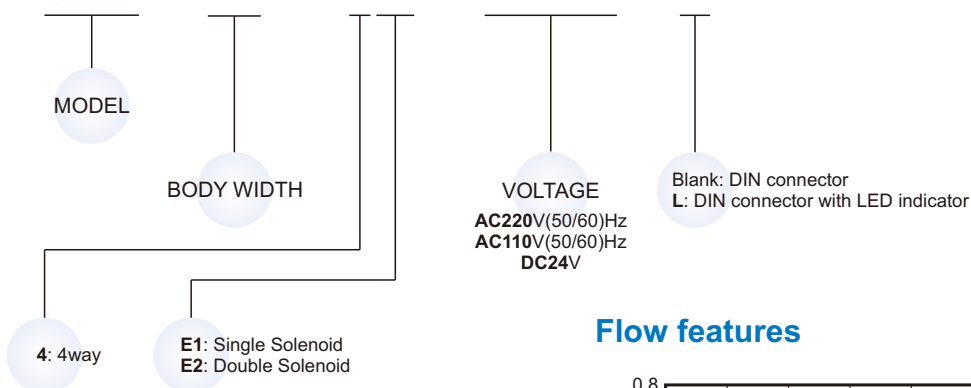 MODEL
BODY WIDTH
VOLTAGE
AC220V(50/60)Hz
AC110V(50/60)Hz
DC24V
Blank: DIN connector
L: DIN connector with LED indicator
4: 4way
E1: Single Solenoid
E2: Double Solenoid
Flow features
0.8